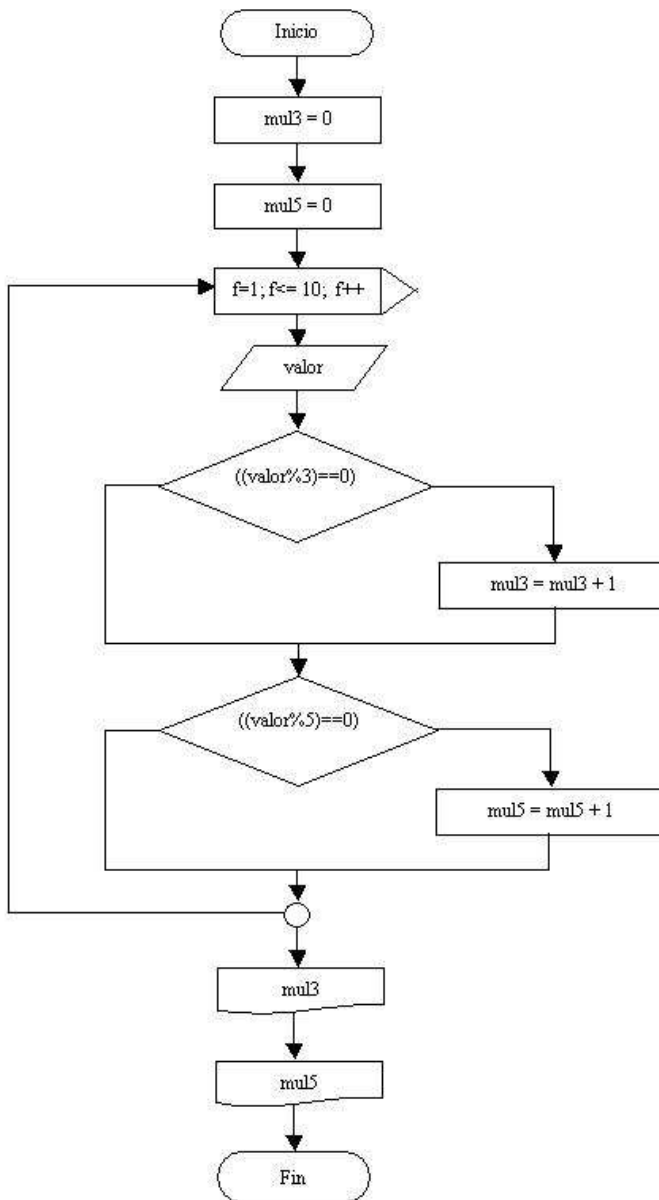 Inicio
mul3 = 0
mul5 = 0
f=1; f<= 10; f++
valor
((valor%3)==0)
mul3 = mul3 + 1
((valor%5)==0)
mul5 = mul5 + 1
mul3
mul5
Fin